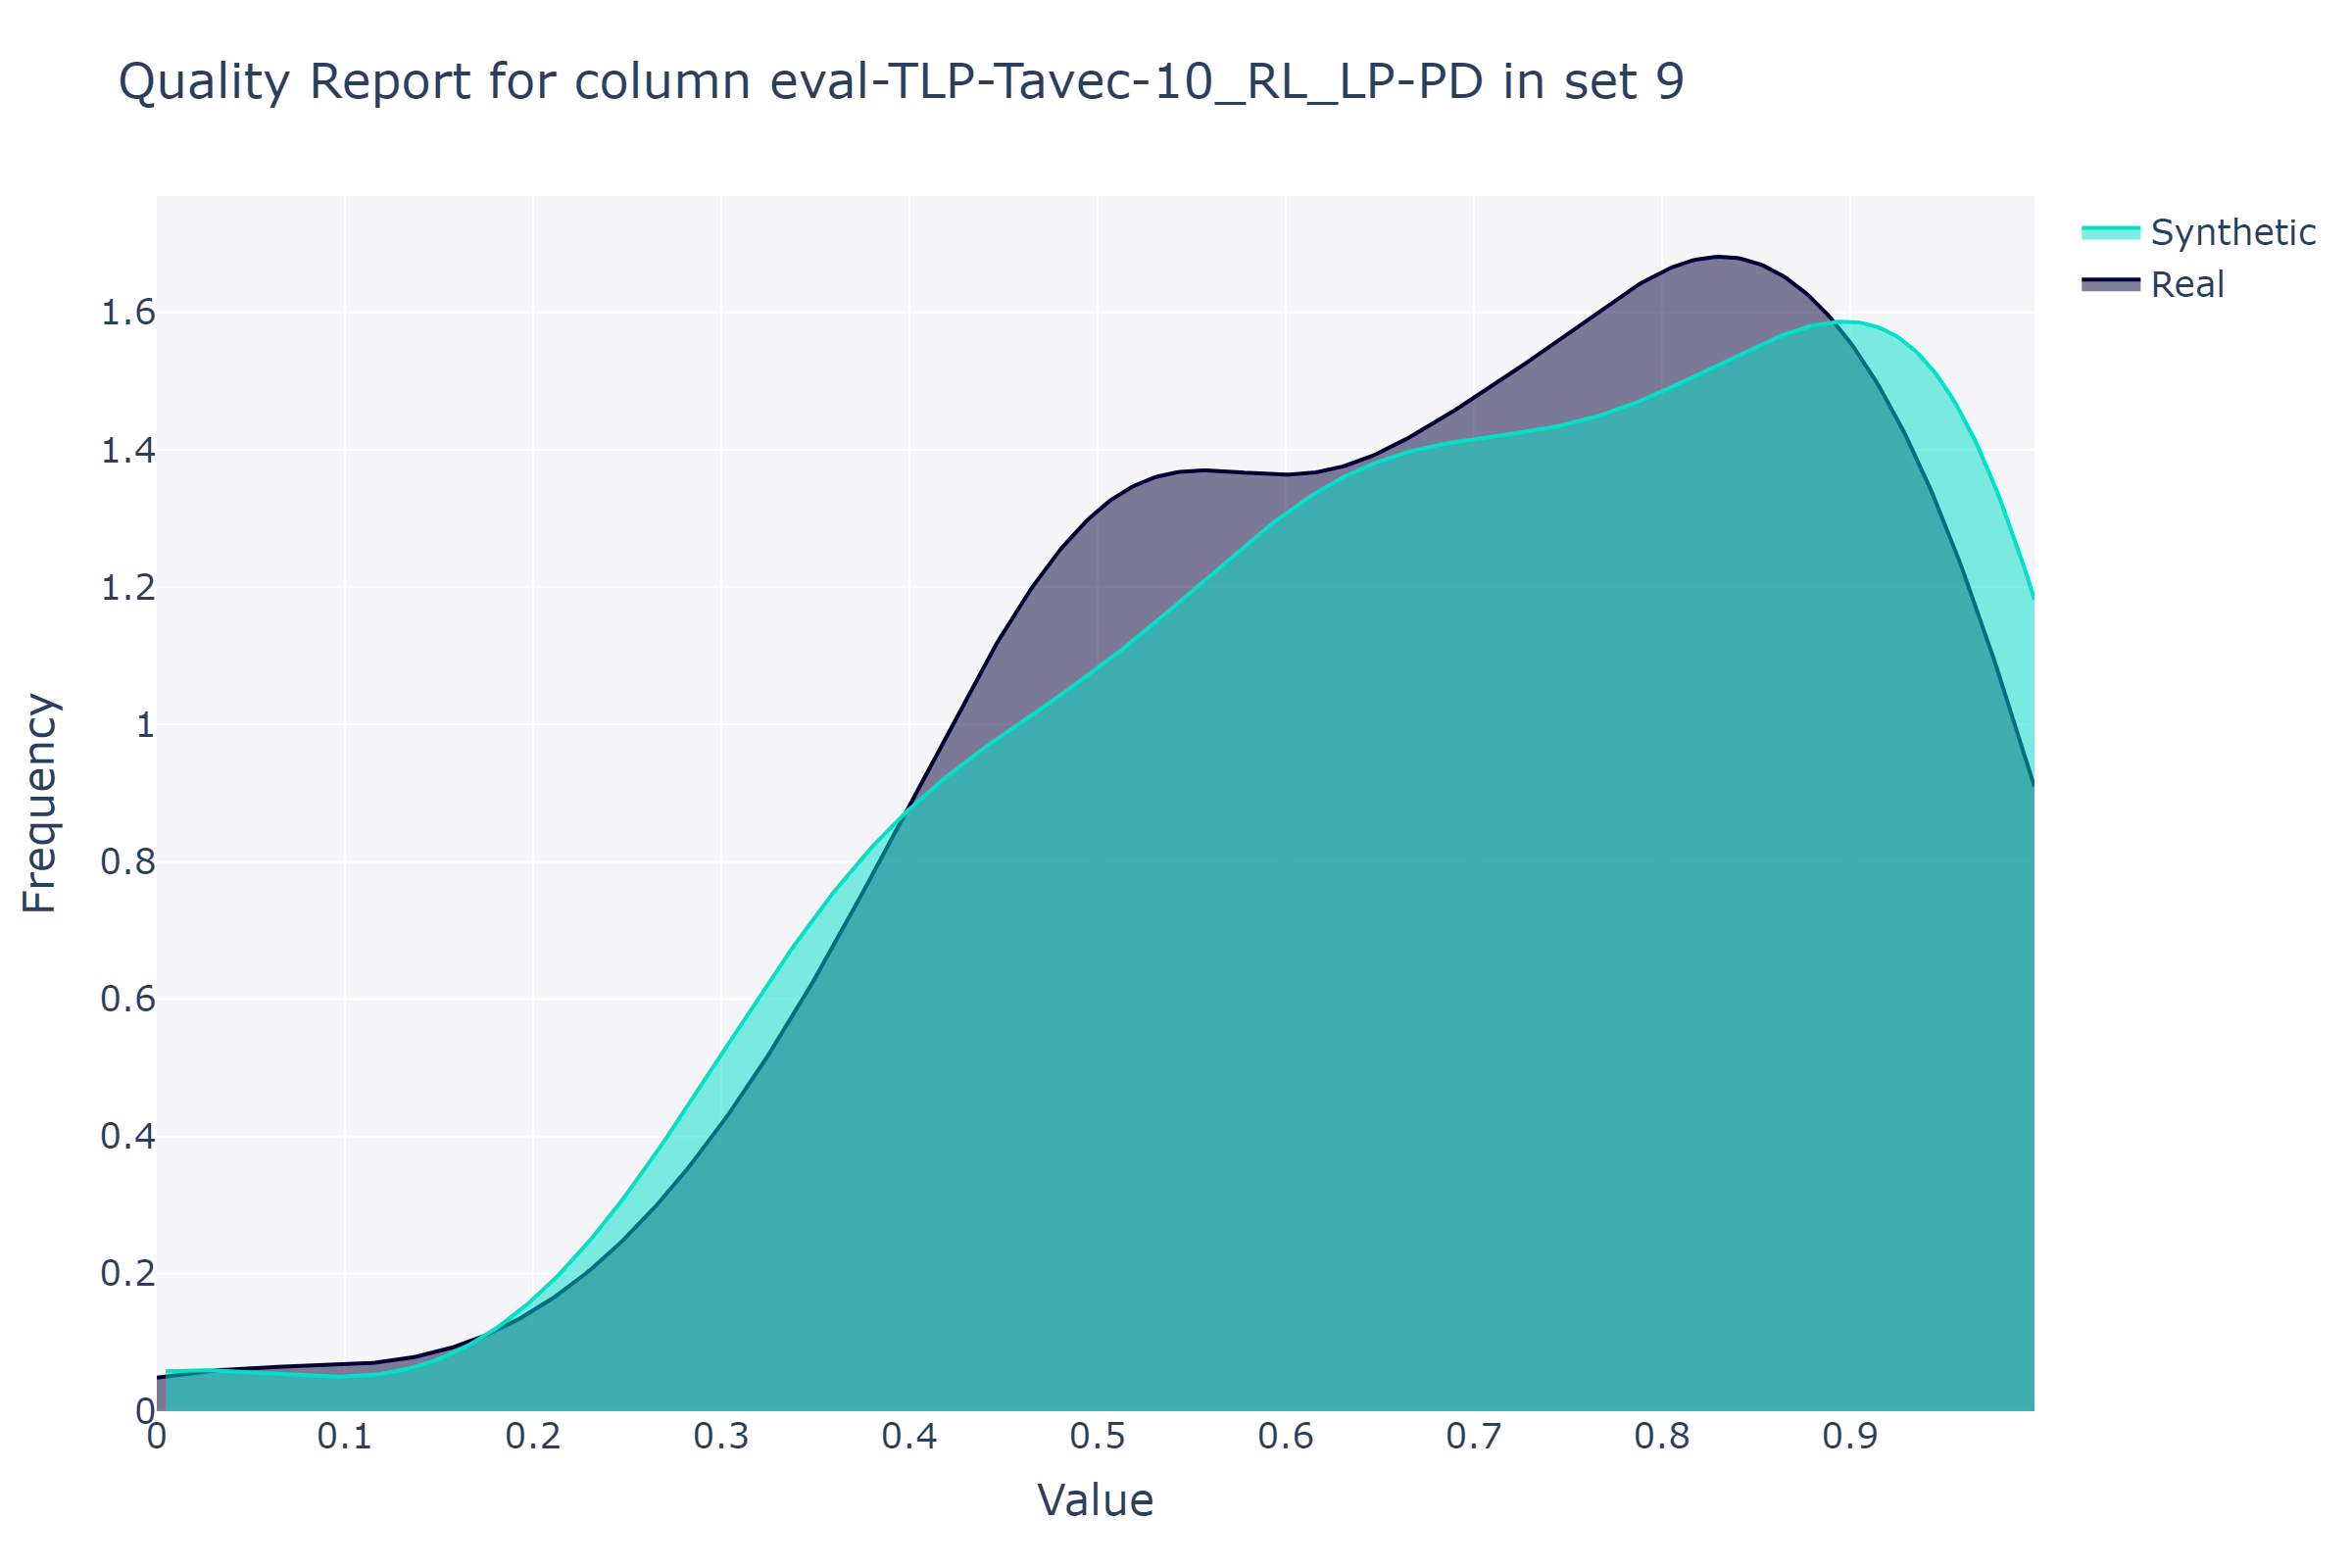 Quality Report for column eval-TLP-Tavec-10_RL_LP-PD in set 9
Synthetic
Real
Frequency
1.6
1.4
1.2
1
0.8
0.6
0.4
0.2
0
0 0.1 0.2 0.3 0.4 0.5 0.6 0.7 0.8 0.9
Value